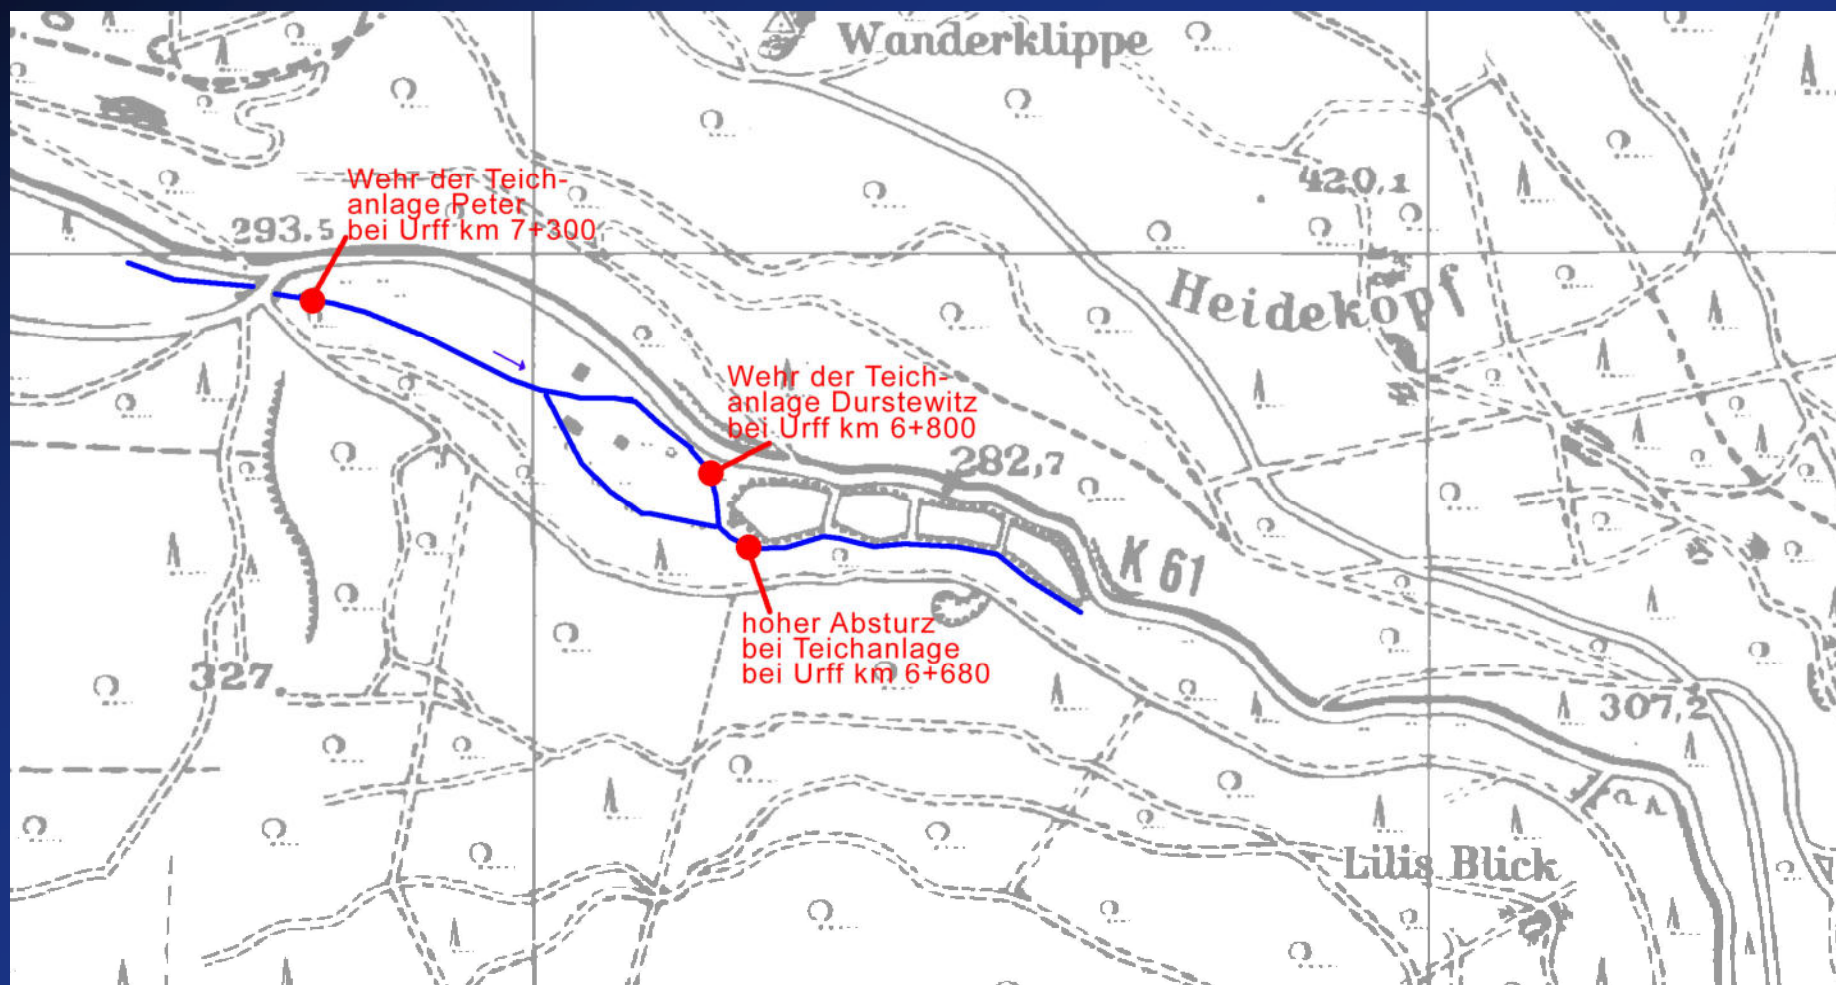 Wanderklippe
Wehr der Teich-
anlage Peter
bei Urff km 7+300
293.5
420,1
Heidekopf
Wehr der Teich-
anlage Durstewitz
bei Urff km 6+800
282,7
K 61
hoher Absturz
bei Teichanlage
bei Urff km 6+680
327.
307,2
Lilis Blick